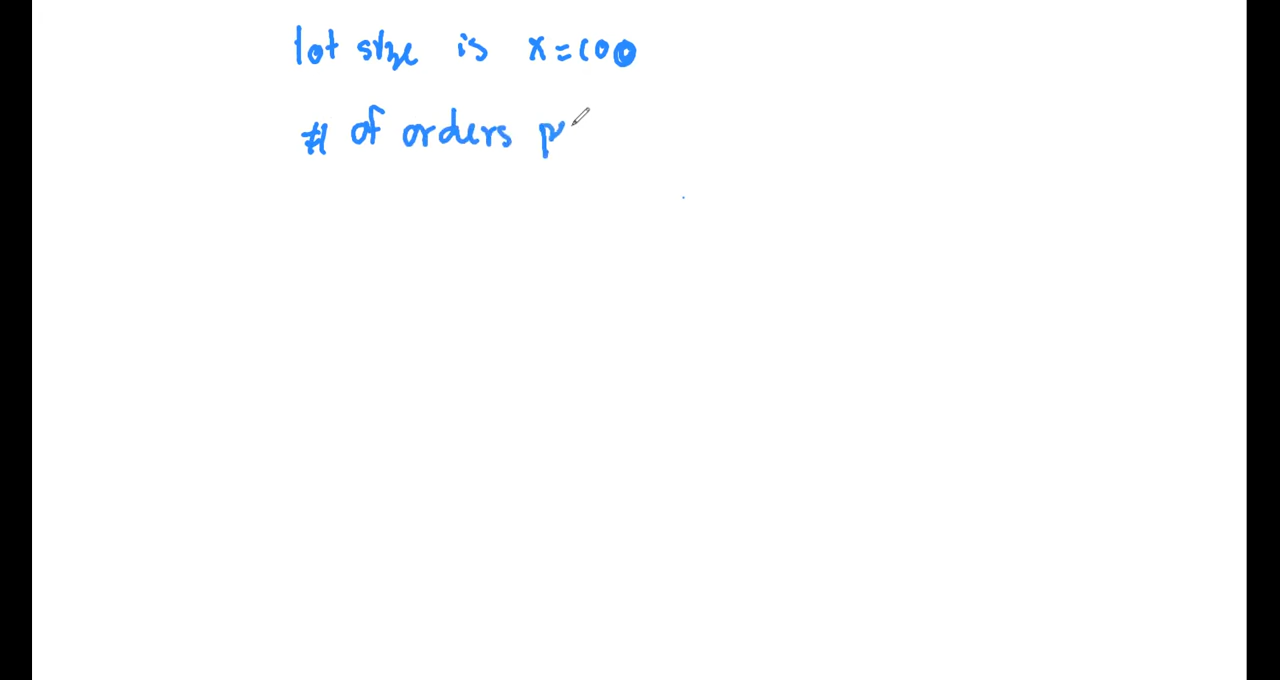 lot size is x=100
# of orders p